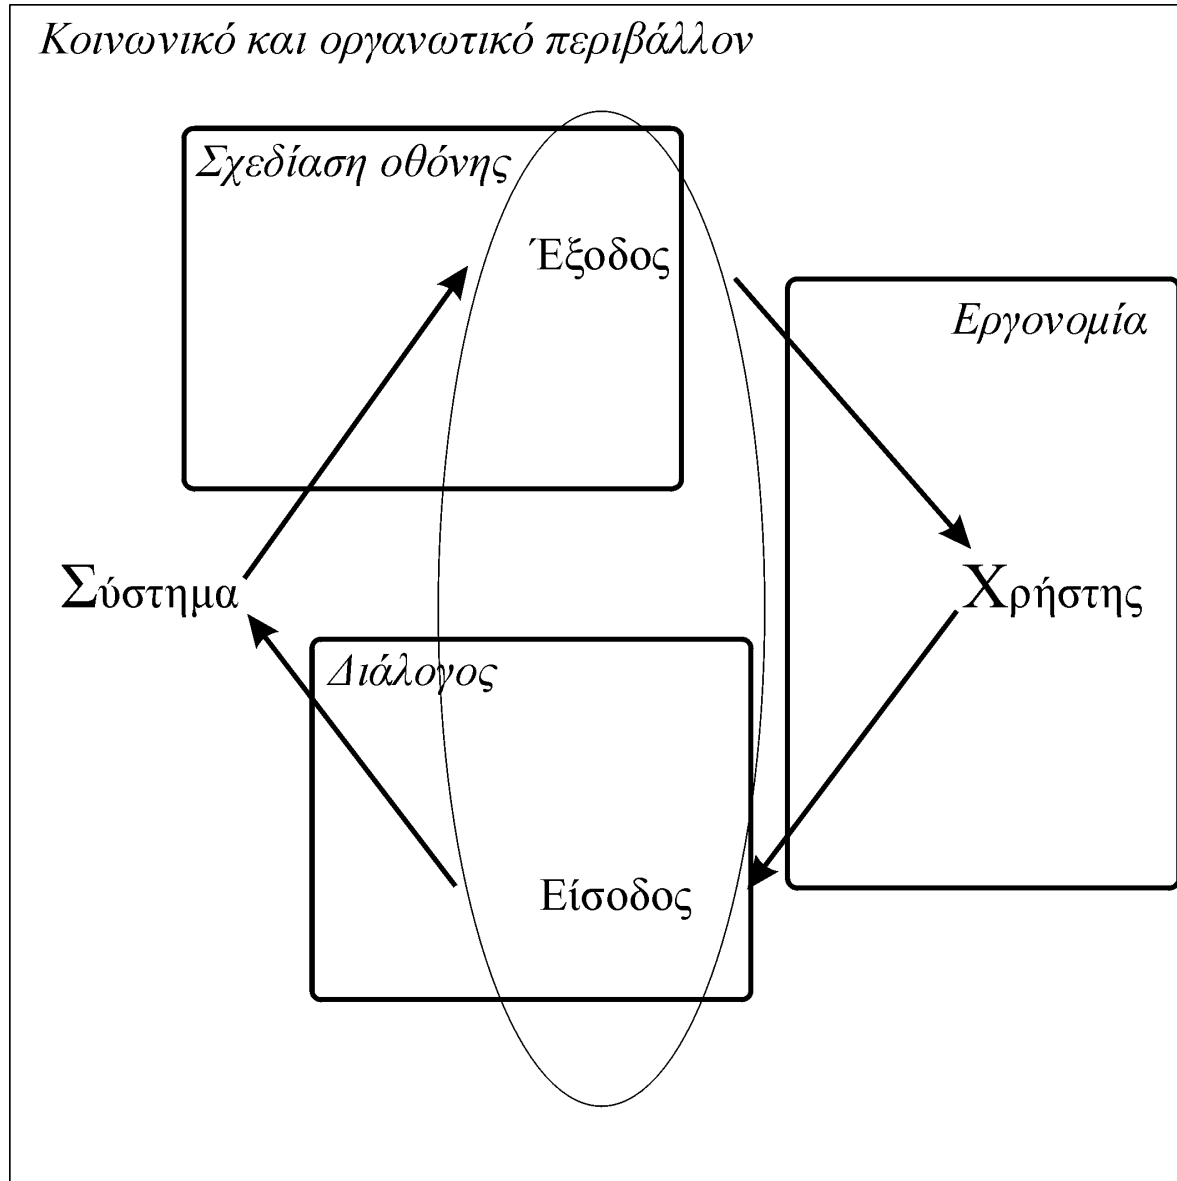 Κοινωνικό και οργανωτικό περιβάλλον
Σχεδίαση οθόνης
Έξοδος
Εργονομία
Σύστημα
Χρήστης
Διάλογος
Είσοδος